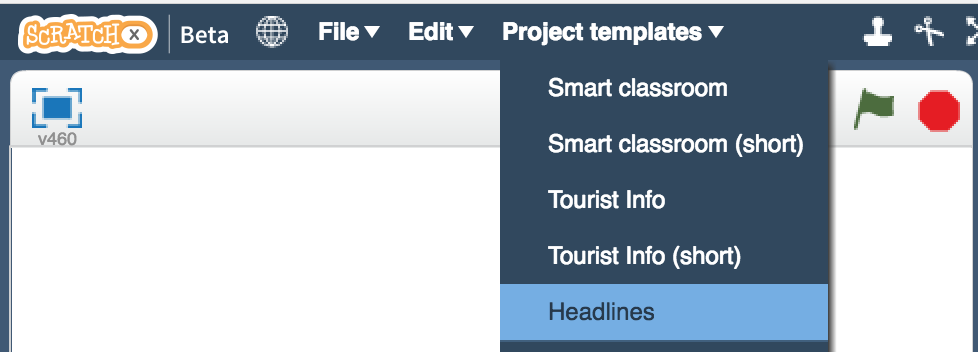 SCRATCH X Beta File Edit Project templates
v460
Smart classroom
Smart classroom (short)
Tourist Info
Tourist Info (short)
Headlines